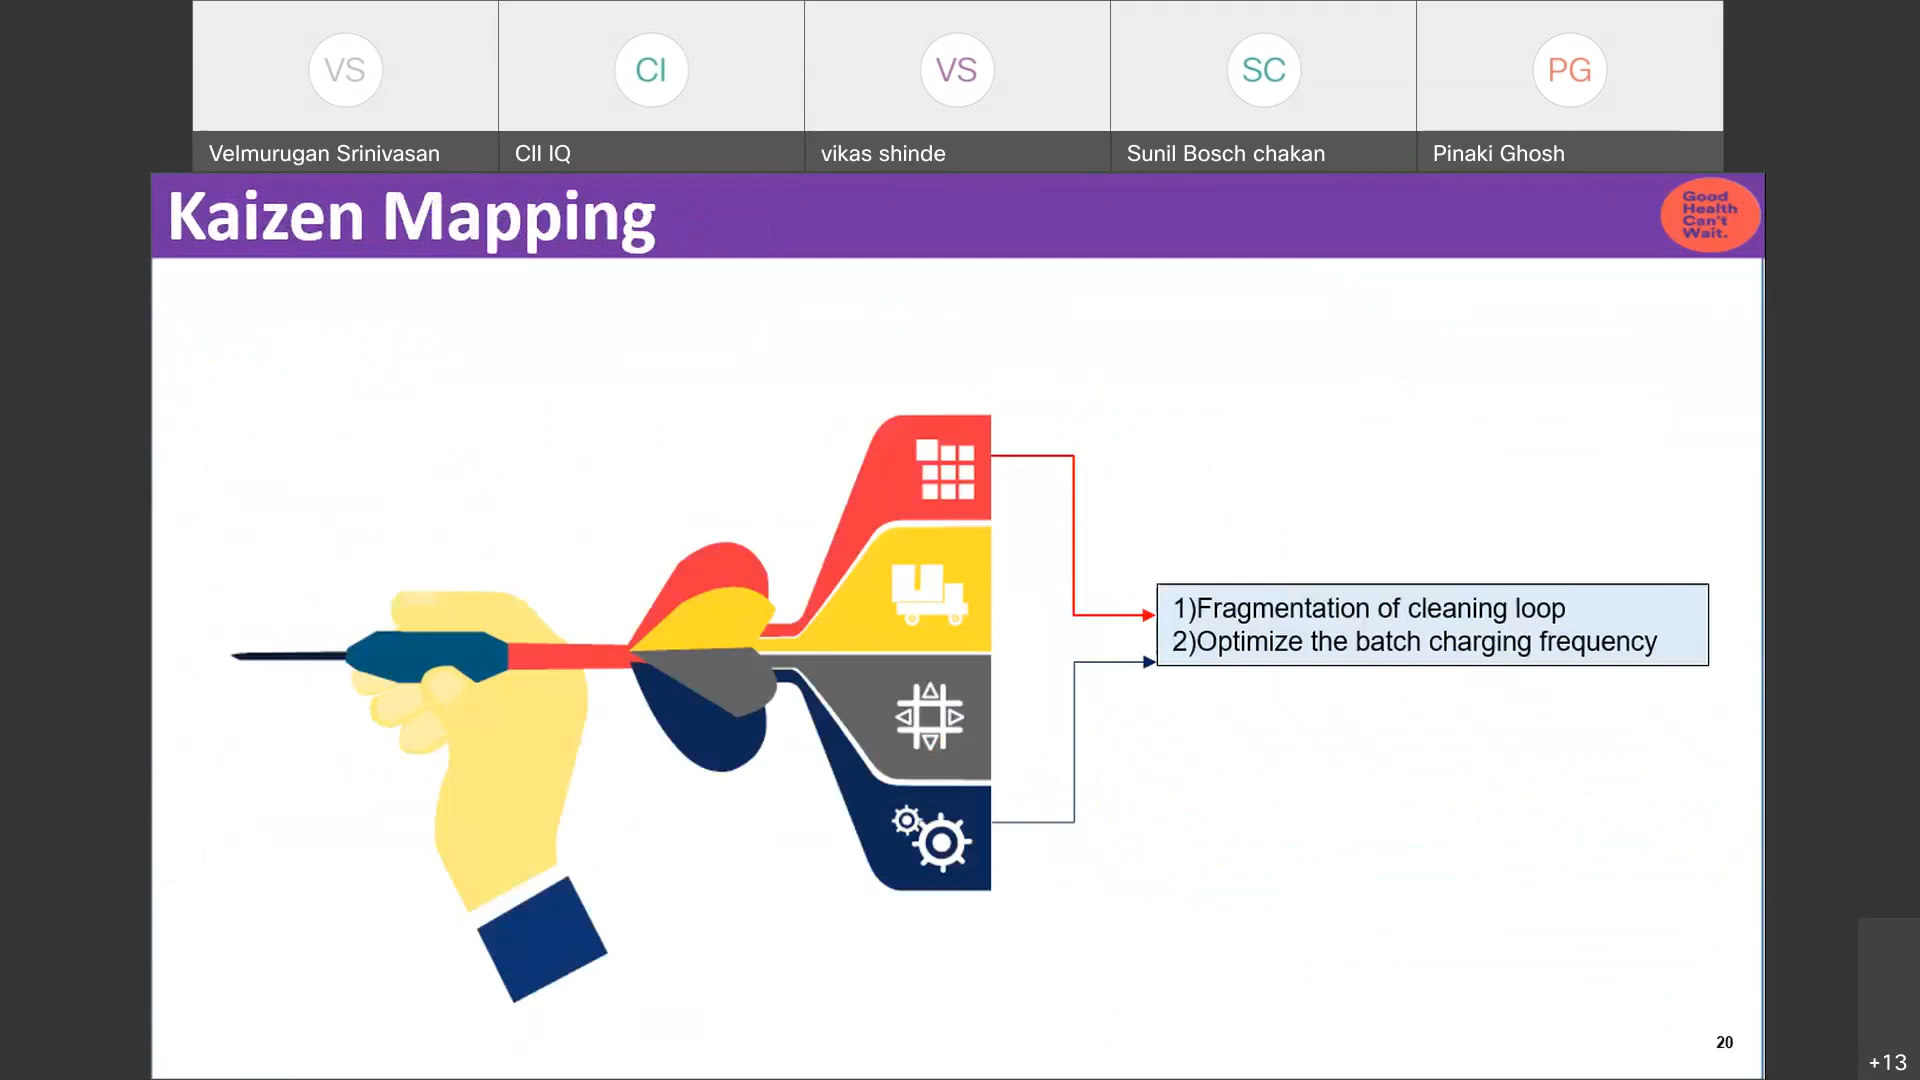 VS
CI
VS
SC
PG
Velmurugan Srinivasan
CII IQ
vikas shinde
Sunil Bosch chakan
Pinaki Ghosh
Kaizen Mapping
Good
Health
Can't
Wait.
1)Fragmentation of cleaning loop
2)Optimize the batch charging frequency
20
+13